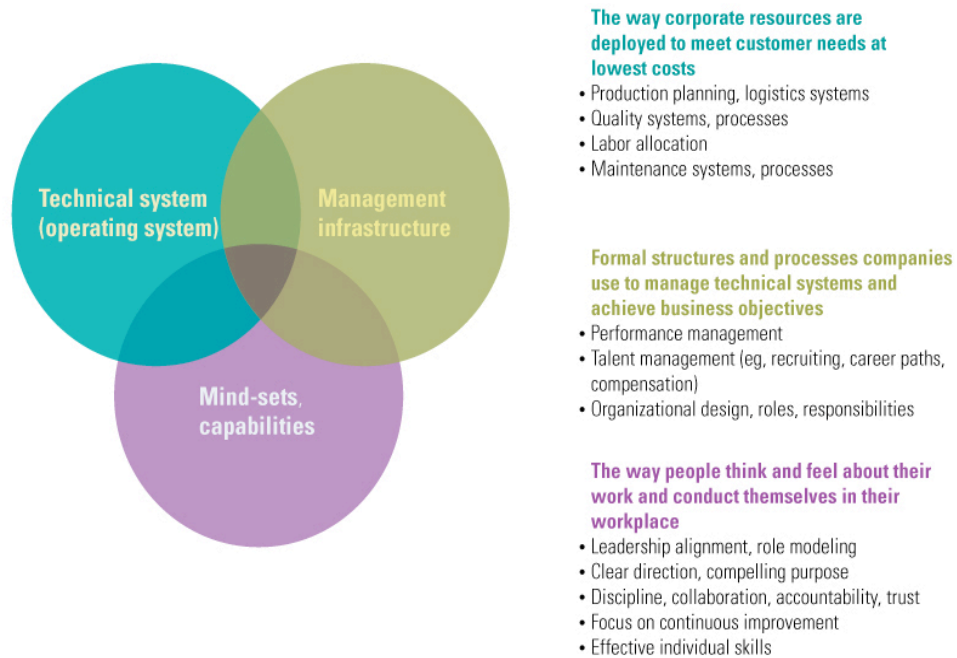 Technical system
(operating system)
Management
infrastructure
Mind-sets,
capabilities
The way corporate resources are
deployed to meet customer needs at
lowest costs
• Production planning, logistics systems
• Quality systems, processes
• Labor allocation
• Maintenance systems, processes
Formal structures and processes companies
use to manage technical systems and
achieve business objectives
• Performance management
• Talent management (eg, recruiting, career paths,
compensation)
• Organizational design, roles, responsibilities
The way people think and feel about their
work and conduct themselves in their
workplace
• Leadership alignment, role modeling
• Clear direction, compelling purpose
• Discipline, collaboration, accountability, trust
• Focus on continuous improvement
• Effective individual skills